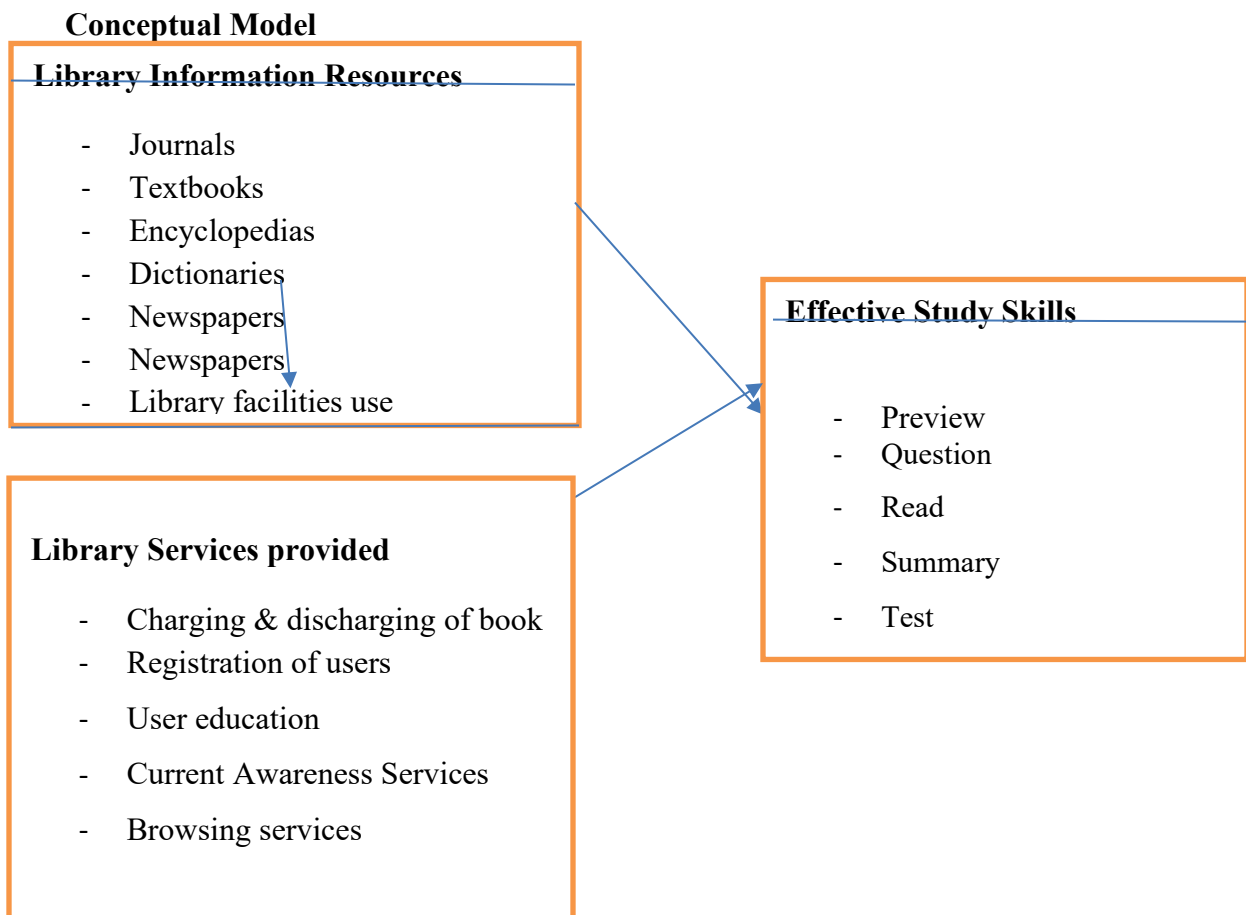 Conceptual Model
Library Information Resources
- Journals
- Textbooks
- Encyclopedias
- Dictionaries
- Newspapers
- Newspapers
- Library facilities use
Library Services provided
- Charging & discharging of book
- Registration of users
- User education
- Current Awareness Services
- Browsing services
Effective Study Skills
- Preview
- Question
- Read
- Summary
- Test